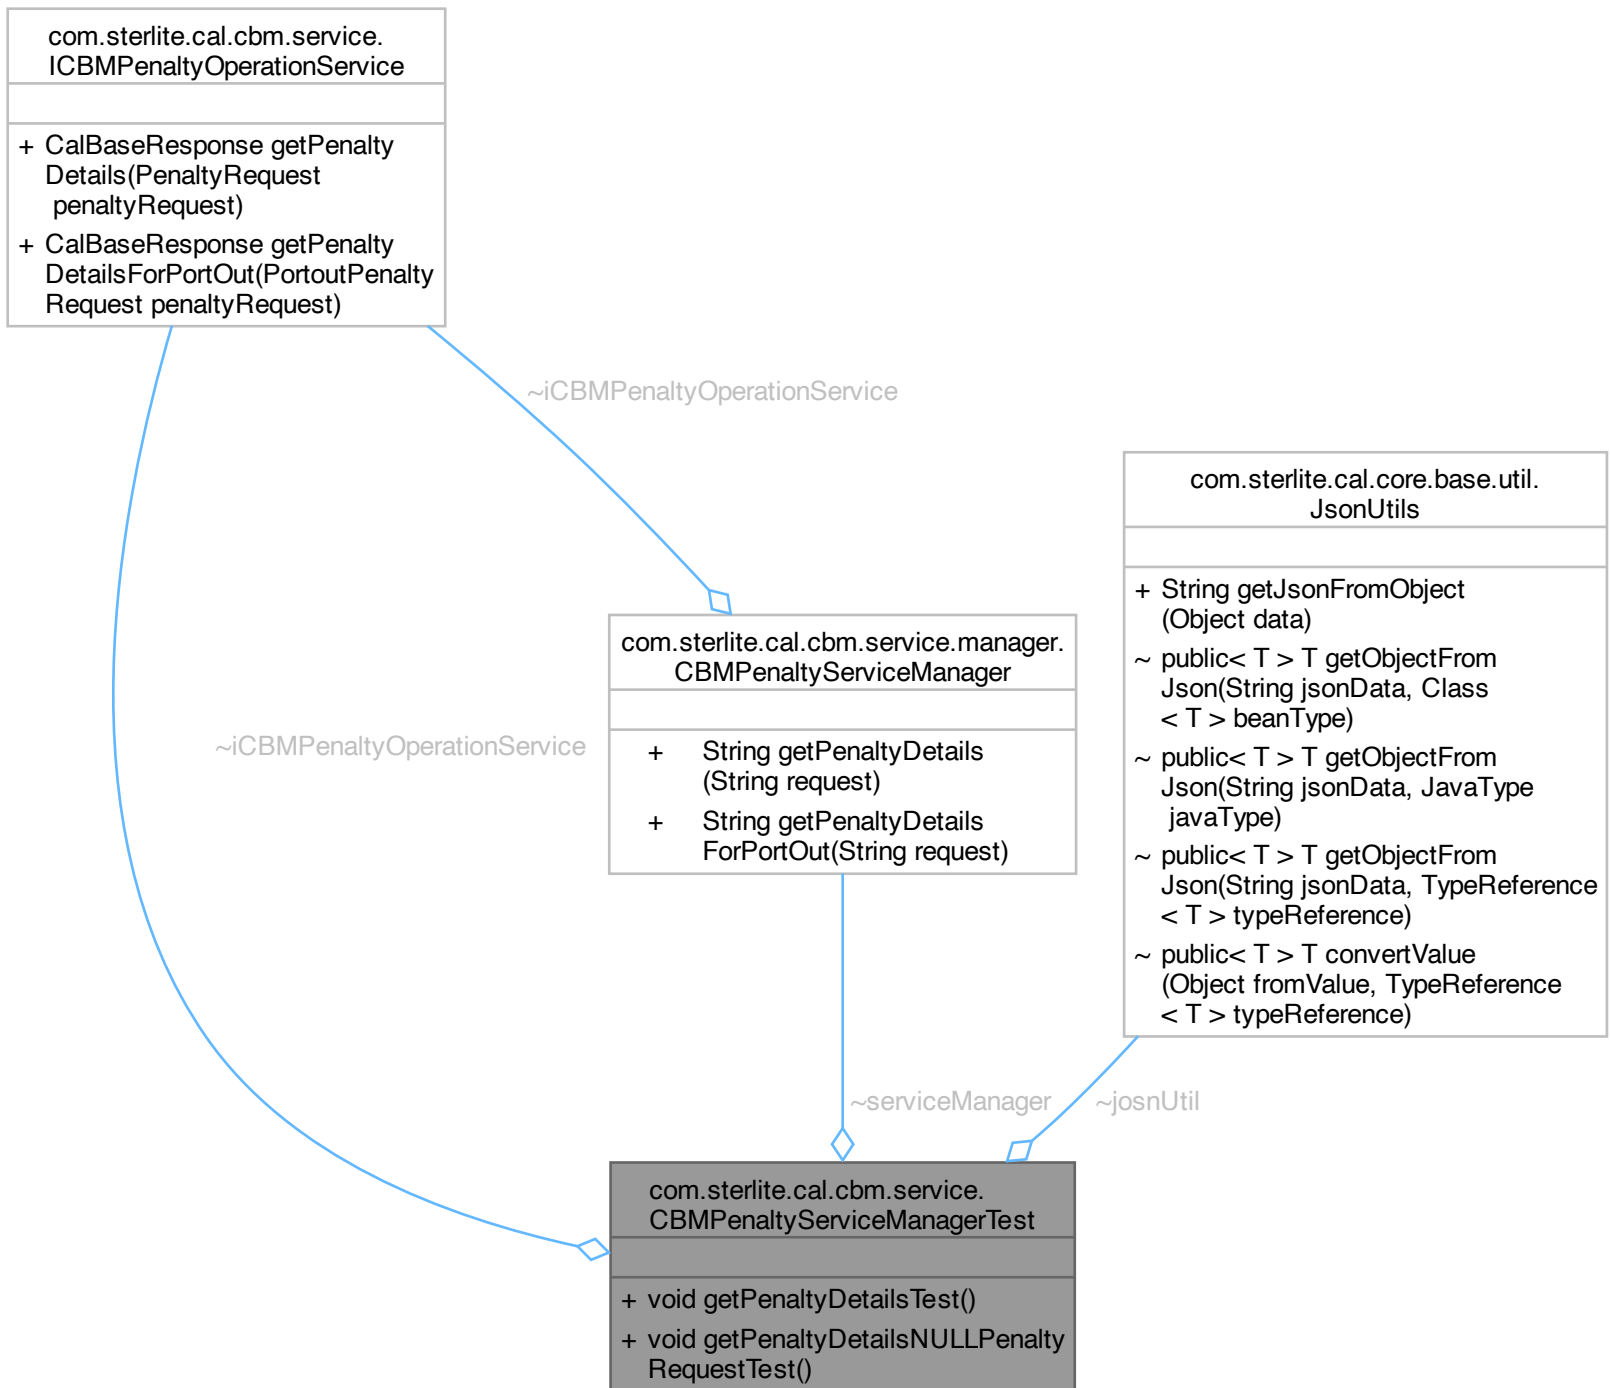 com.sterlite.cal.cbm.service.
ICBMPenaltyOperationService
+ CalBaseResponse getPenalty
Details(PenaltyRequest
penaltyRequest)
+ CalBaseResponse getPenalty
DetailsForPortOut(PortoutPenalty
Request penaltyRequest)
~iCBMPenaltyOperationService
com.sterlite.cal.core.base.util.
JsonUtils
+ String getJsonFromObject
(Object data)
~ public< T > T getObjectFrom
Json(String jsonData, Class
< T > beanType)
~ public< T > T getObjectFrom
Json(String jsonData, JavaType
javaType)
~ public< T > T getObjectFrom
Json(String jsonData, TypeReference
< T > typeReference)
~ public< T > T convertValue
(Object fromValue, TypeReference
< T > typeReference)
com.sterlite.cal.cbm.service.manager.
CBMPenaltyServiceManager
+ String getPenaltyDetails
(String request)
+ String getPenaltyDetails
ForPortOut(String request)
~iCBMPenaltyOperationService
~serviceManager
~josnUtil
com.sterlite.cal.cbm.service.
CBMPenaltyServiceManagerTest
+ void getPenaltyDetailsTest()
+ void getPenaltyDetailsNULLPenalty
RequestTest()